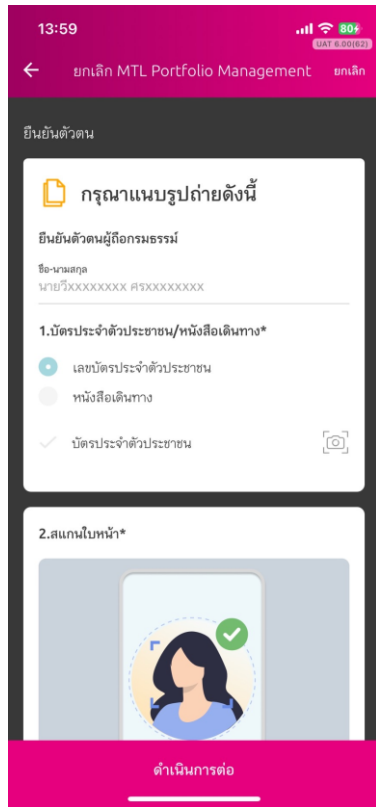 13:59
80
UAT 6.00(62)
ยกเลิก MTL Portfolio Management
ยกเลิก
ยืนยันตัวตน
กรุณาแนบรูปถ่ายดังนี้
ยืนยันตัวตนผู้ถือกรมธรรม์
ชื่อ-นามสกุล
นายวีxxxxxxxx ศรxxxxxxxx
1.บัตรประจำตัวประชาชน/หนังสือเดินทาง*
เลขบัตรประจำตัวประชาชน
หนังสือเดินทาง
บัตรประจำตัวประชาชน
2.สแกนใบหน้า*
ดำเนินการต่อ